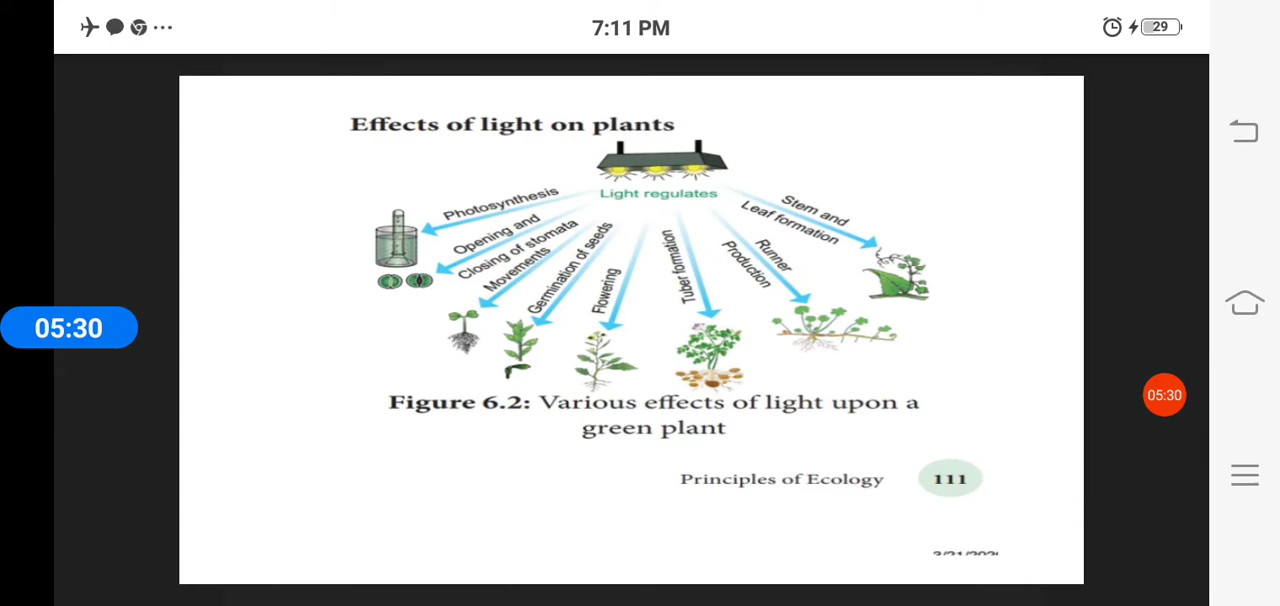 7:11 PM
29
Effects of light on plants
Light regulates
Photosynthesis
Opening and
Closing of stomata
Movements
Germination of seeds
Flowering
Tuber formation
Runner
Production
Stem and
Leaf formation
05:30
05:30
Figure 6.2: Various effects of light upon a
green plant
Principles of Ecology 111